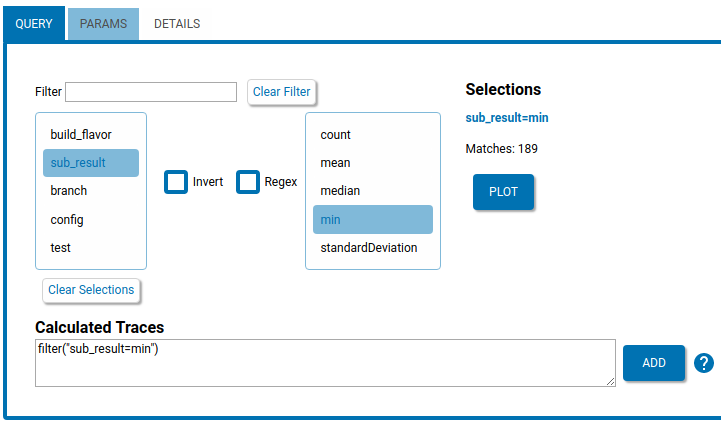 QUERY PARAMS DETAILS
Filter Clear Filter
build_flavor
sub_result
branch
config
test
Invert Regex
count
mean
median
min
standardDeviation
Selections
sub_result=min
Matches: 189
PLOT
Clear Selections
Calculated Traces
filter("sub_result=min")
ADD ?